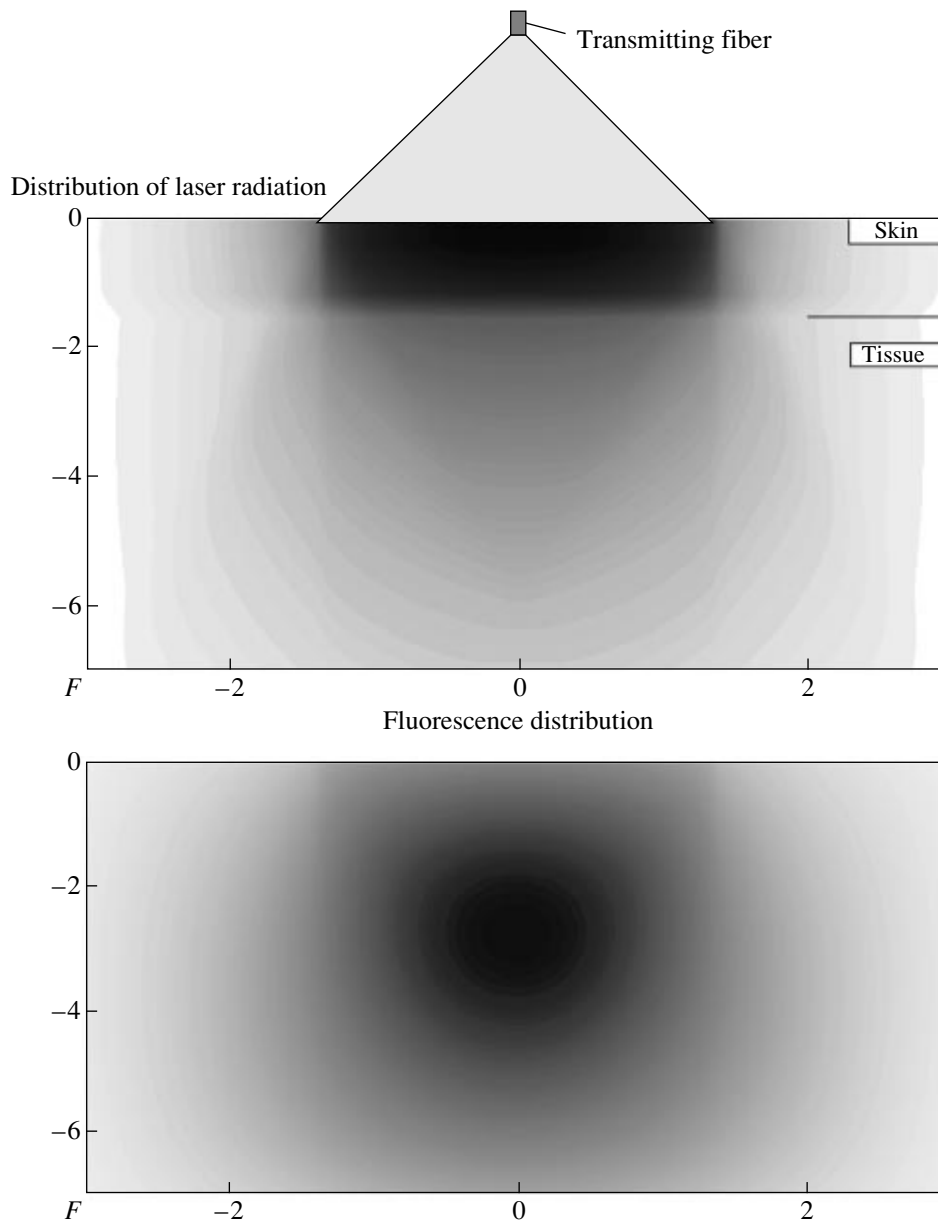 Transmitting fiber
Distribution of laser radiation
0
Skin
−2
Tissue
−4
−6
F −2 0 2
Fluorescence distribution
0
−2
−4
−6
F −2 0 2